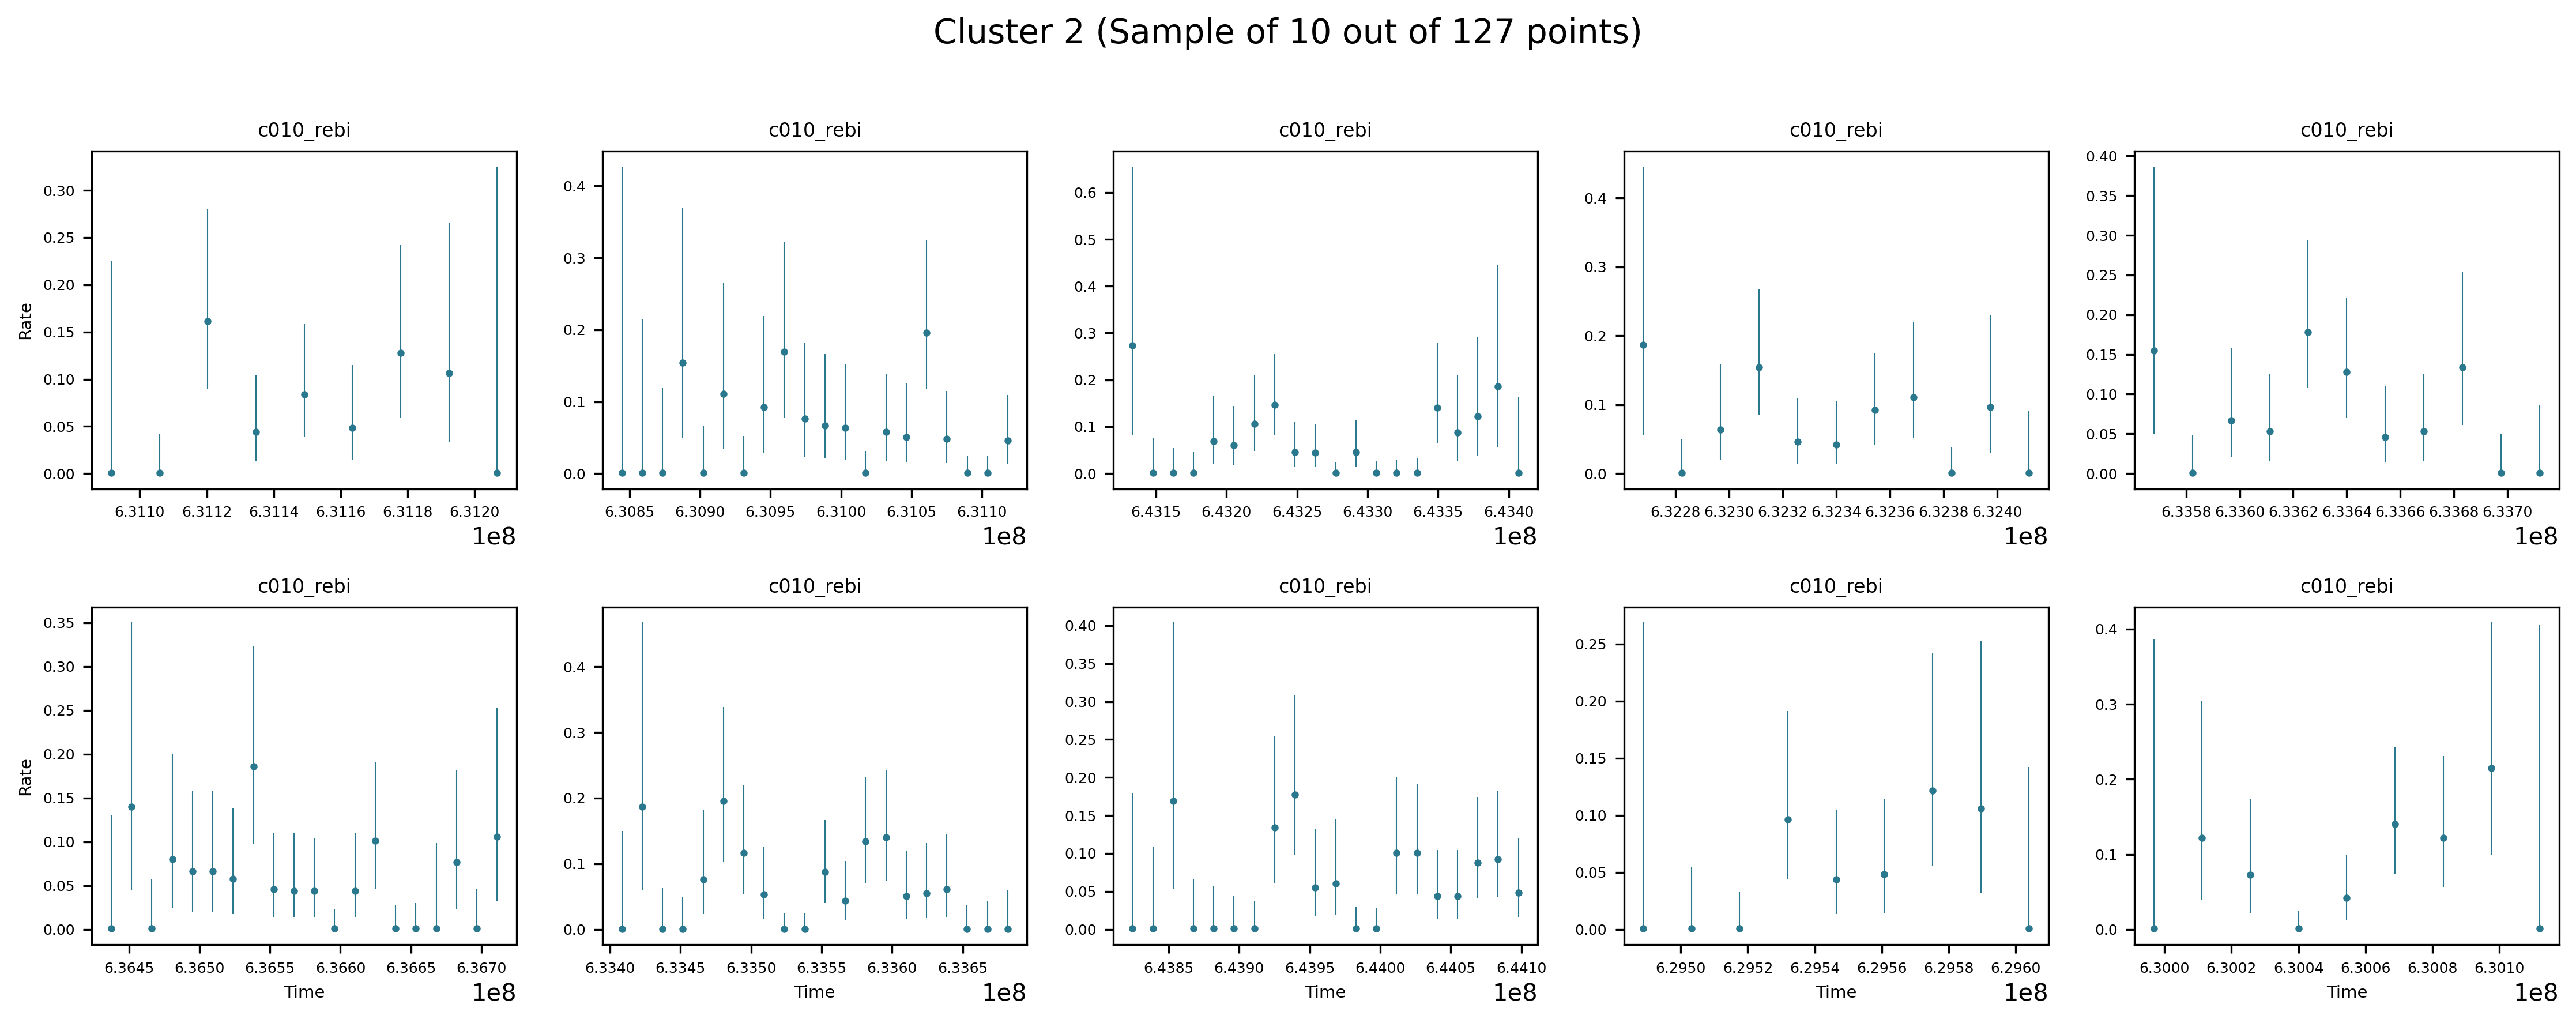 Cluster 2 (Sample of 10 out of 127 points)
c010_rebi
Rate
0.30
0.25
0.20
0.15
0.10
0.05
0.00
6.3110 6.3112 6.3114 6.3116 6.3118 6.3120
1e8
c010_rebi
0.4
0.3
0.2
0.1
0.0
6.3085 6.3090 6.3095 6.3100 6.3105 6.3110
1e8
c010_rebi
0.6
0.5
0.4
0.3
0.2
0.1
0.0
6.4315 6.4320 6.4325 6.4330 6.4335 6.4340
1e8
c010_rebi
0.4
0.3
0.2
0.1
0.0
6.3228 6.3230 6.3232 6.3234 6.3236 6.3238 6.3240
1e8
c010_rebi
0.40
0.35
0.30
0.25
0.20
0.15
0.10
0.05
0.00
6.3358 6.3360 6.3362 6.3364 6.3366 6.3368 6.3370
1e8
c010_rebi
Rate
0.35
0.30
0.25
0.20
0.15
0.10
0.05
0.00
6.3645 6.3650 6.3655 6.3660 6.3665 6.3670
Time
1e8
c010_rebi
0.4
0.3
0.2
0.1
0.0
6.3340 6.3345 6.3350 6.3355 6.3360 6.3365
Time
1e8
c010_rebi
0.40
0.35
0.30
0.25
0.20
0.15
0.10
0.05
0.00
6.4385 6.4390 6.4395 6.4400 6.4405 6.4410
Time
1e8
c010_rebi
0.25
0.20
0.15
0.10
0.05
0.00
6.2950 6.2952 6.2954 6.2956 6.2958 6.2960
Time
1e8
c010_rebi
0.4
0.3
0.2
0.1
0.0
6.3000 6.3002 6.3004 6.3006 6.3008 6.3010
Time
1e8